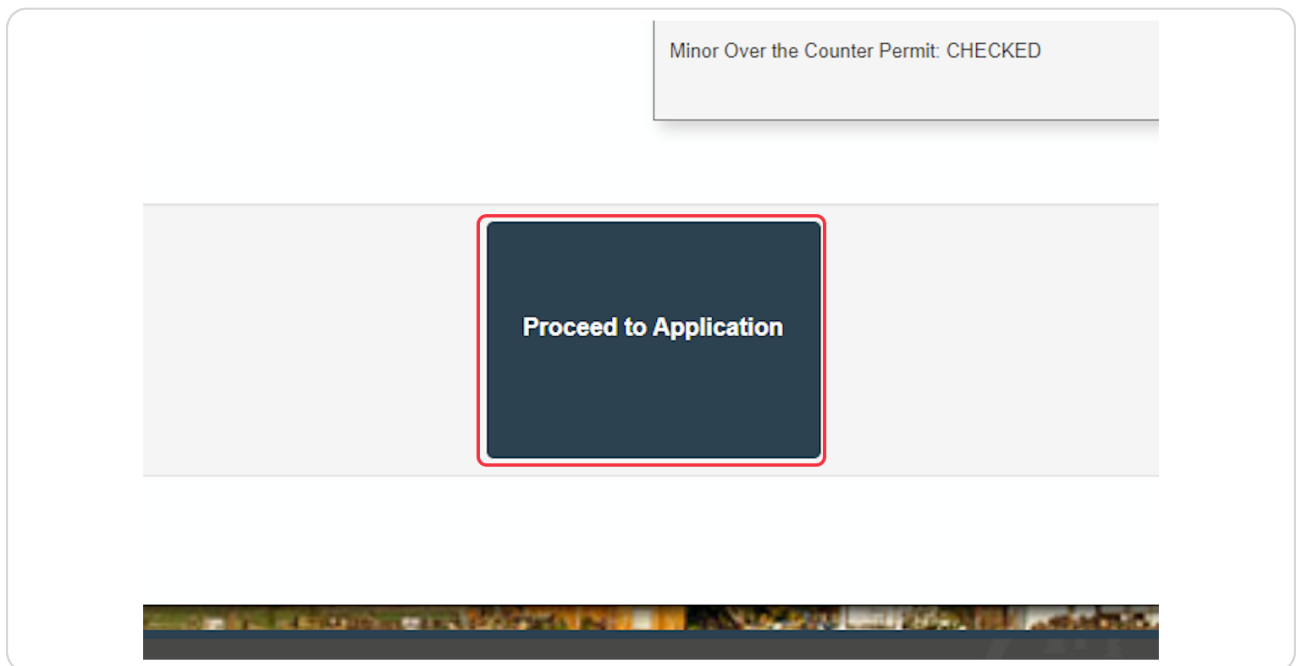 Minor Over the Counter Permit: CHECKED
Proceed to Application